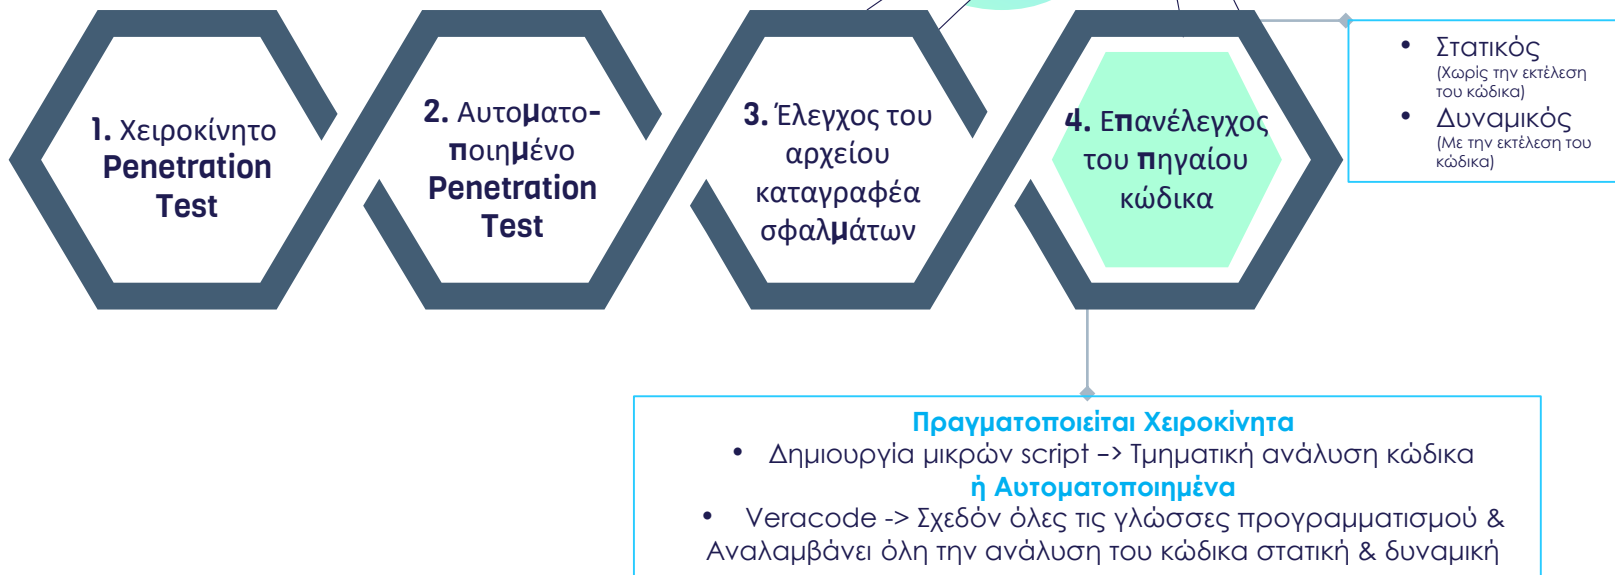 1. Χειροκίνητο
Penetration
Test
2. Αυτοματο-
ποιημένο
Penetration
Test
3. Έλεγχος του
αρχείου
καταγραφέα
σφαλμάτων
4. Επανέλεγχος
του πηγαίου
κώδικα
• Στατικός
(Χωρίς την εκτέλεση
του κώδικα)
• Δυναμικός
(Με την εκτέλεση του
κώδικα)
Πραγματοποιείται Χειροκίνητα
• Δημιουργία μικρών script –> Τμηματική ανάλυση κώδικα
ή Αυτοματοποιημένα
• Veracode -> Σχεδόν όλες τις γλώσσες προγραμματισμού &
Αναλαμβάνει όλη την ανάλυση του κώδικα στατική & δυναμική